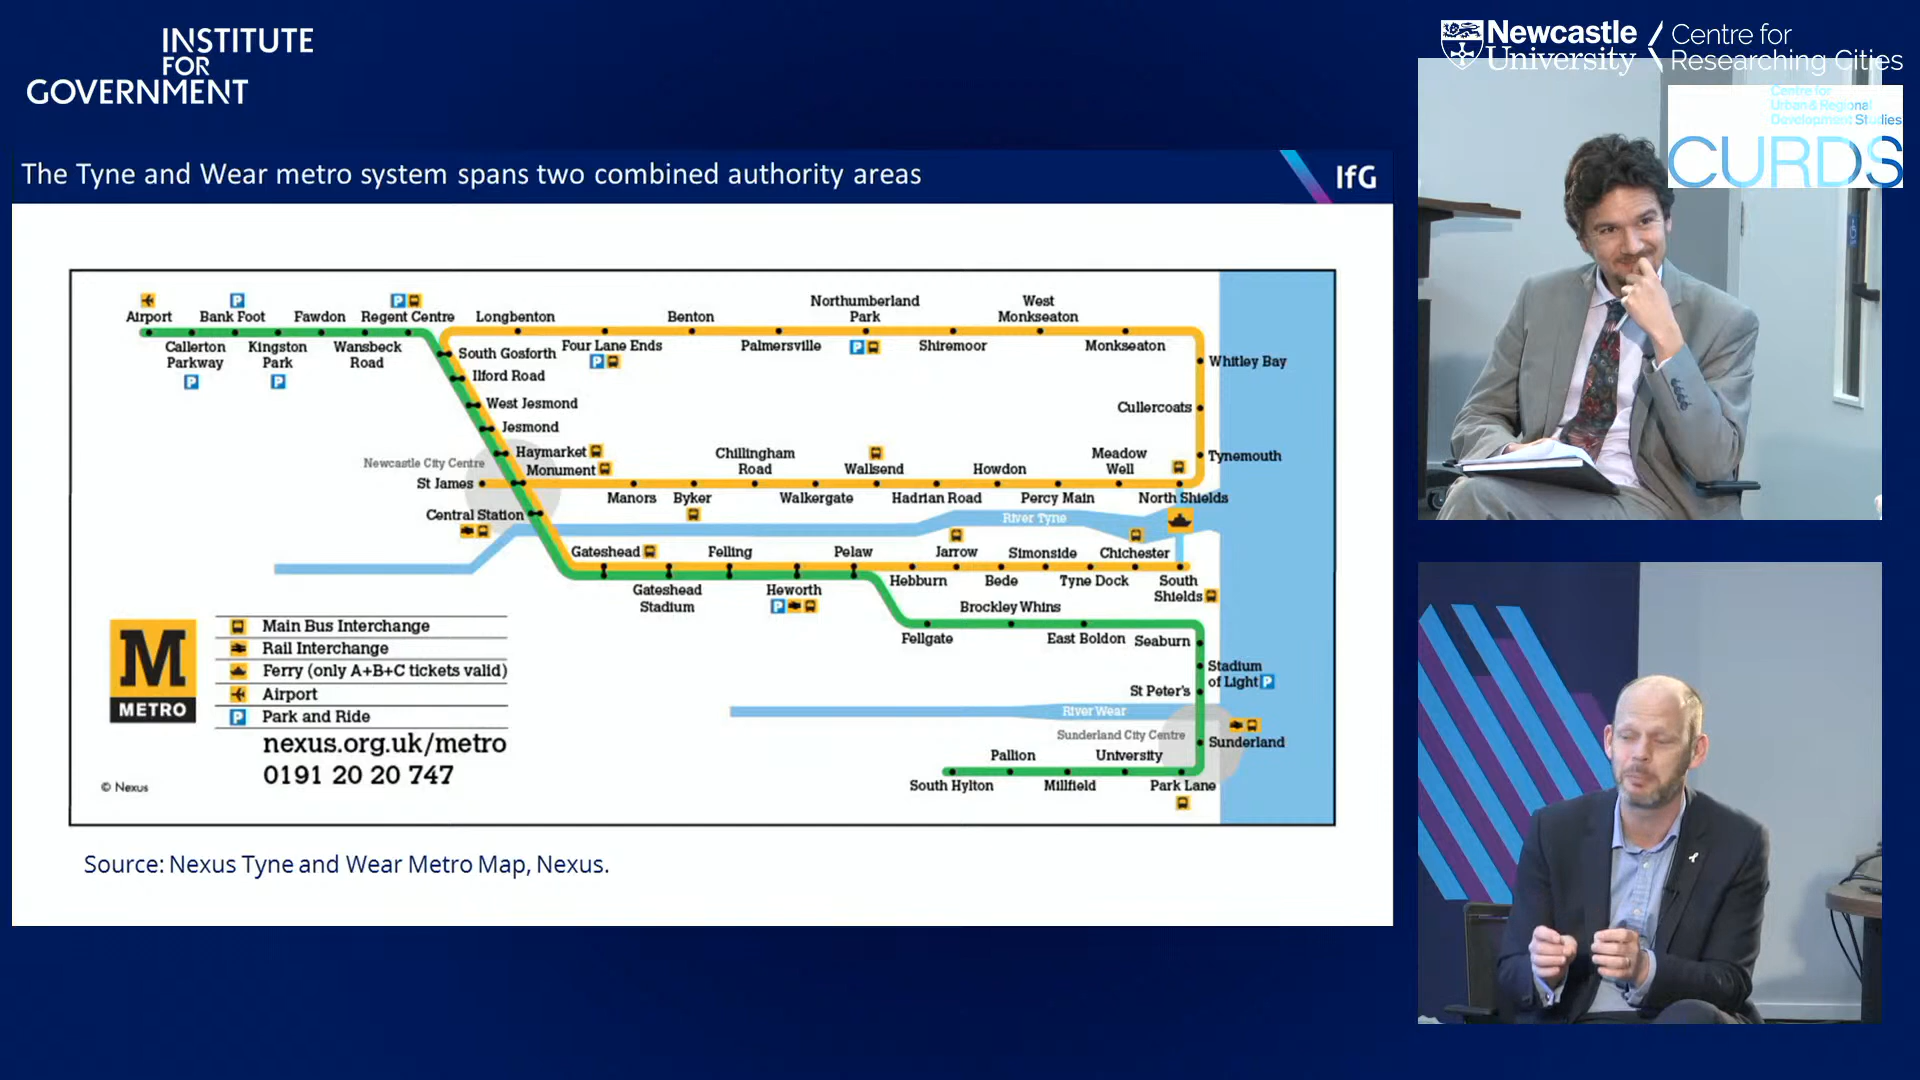 INSTITUTE
FOR
GOVERNMENT
Newcastle
University
Centre for
Researching Cities
Centre for
Urban & Regional
Development Studies
CURDS
The Tyne and Wear metro system spans two combined authority areas
IfG
Airport
Callerton
Parkway
P
Bank Foot
P
Kingston
Park
P
Fawdon
Wansbeck
Road
Regent Centre
P
South Gosforth
Longbenton
Four Lane Ends
P
Benton
Palmersville
Northumberland
Park
P
Shiremoor
West
Monkseaton
Monkseaton
Whitley Bay
Cullercoats
Tynemouth
Ilford Road
West Jesmond
Jesmond
Haymarket
Newcastle City Centre
Monument
St James
Manors
Byker
Chillingham
Road
Walkergate
Wallsend
Hadrian Road
Howdon
Percy Main
Meadow
Well
North Shields
Central Station
River Tyne
Gateshead
Gateshead
Stadium
Felling
Heworth
P
Pelaw
Hebburn
Jarrow
Bede
Simonside
Tyne Dock
Chichester
South
Shields
Fellgate
Brockley Whins
East Boldon
Seaburn
Stadium
of Light P
St Peter's
River Wear
Sunderland City Centre
Sunderland
Park Lane
University
Millfield
Pallion
South Hylton
M
METRO
Main Bus Interchange
Rail Interchange
Ferry (only A+B+C tickets valid)
Airport
P Park and Ride
nexus.org.uk/metro
0191 20 20 747
© Nexus
Source: Nexus Tyne and Wear Metro Map, Nexus.